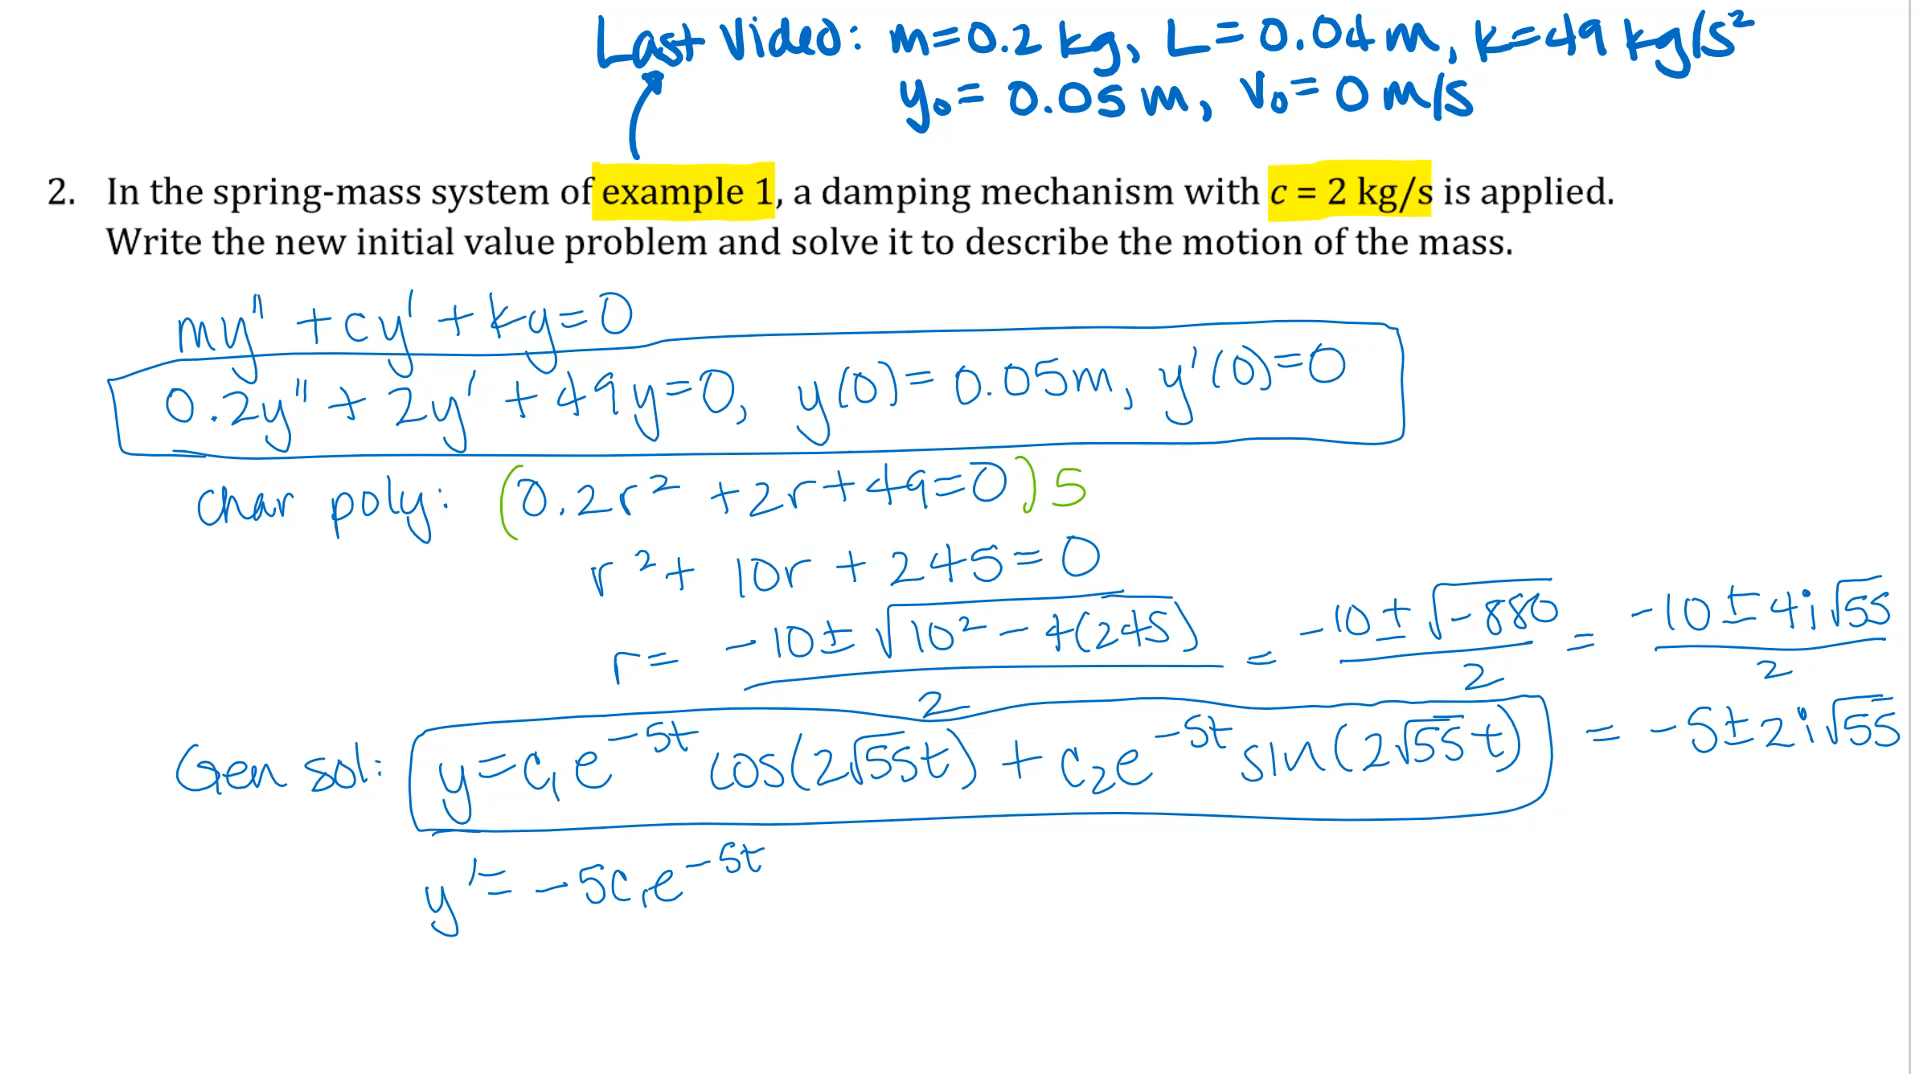 Last Video: m=0.2 kg, L=0.04m, k=49 kg/s²
y₀=0.05m, v₀=0 m/s
2. In the spring-mass system of example 1, a damping mechanism with c = 2 kg/s is applied.
Write the new initial value problem and solve it to describe the motion of the mass.
my''+cy'+ky=0
0.2y''+2y'+49y=0, y(0)=0.05m, y'(0)=0
char poly: (0.2r²+2r+49=0)5
r²+10r+245=0
r= (-10±√(10²-4(245)))/2 = (-10±√-880)/2 = (-10±4i√55)/2
= -5±2i√55
Gen sol: y=c₁e^(-5t) cos(2√55t)+c₂e^(-5t) sin(2√55t)
y'=-5c₁e^(-5t)